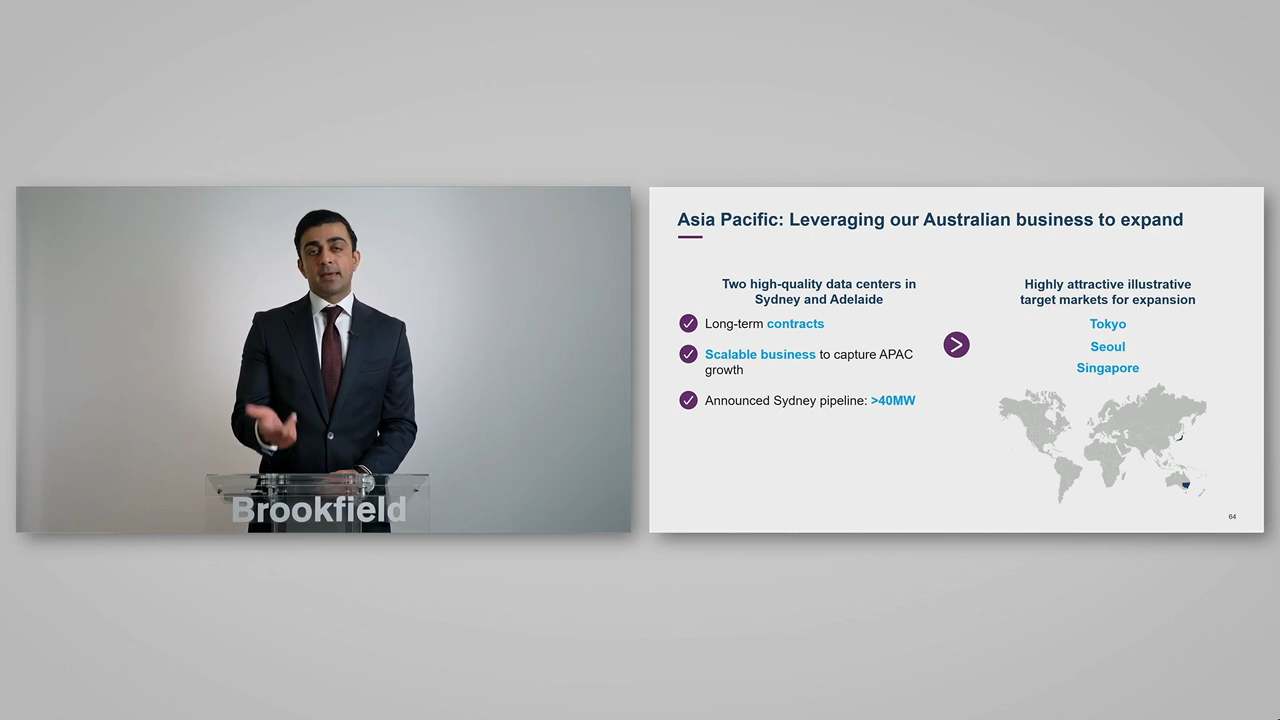 Brookfield
Asia Pacific: Leveraging our Australian business to expand
Two high-quality data centers in
Sydney and Adelaide
Long-term contracts
Scalable business to capture APAC
growth
Announced Sydney pipeline: >40MW
Highly attractive illustrative
target markets for expansion
Tokyo
Seoul
Singapore
64